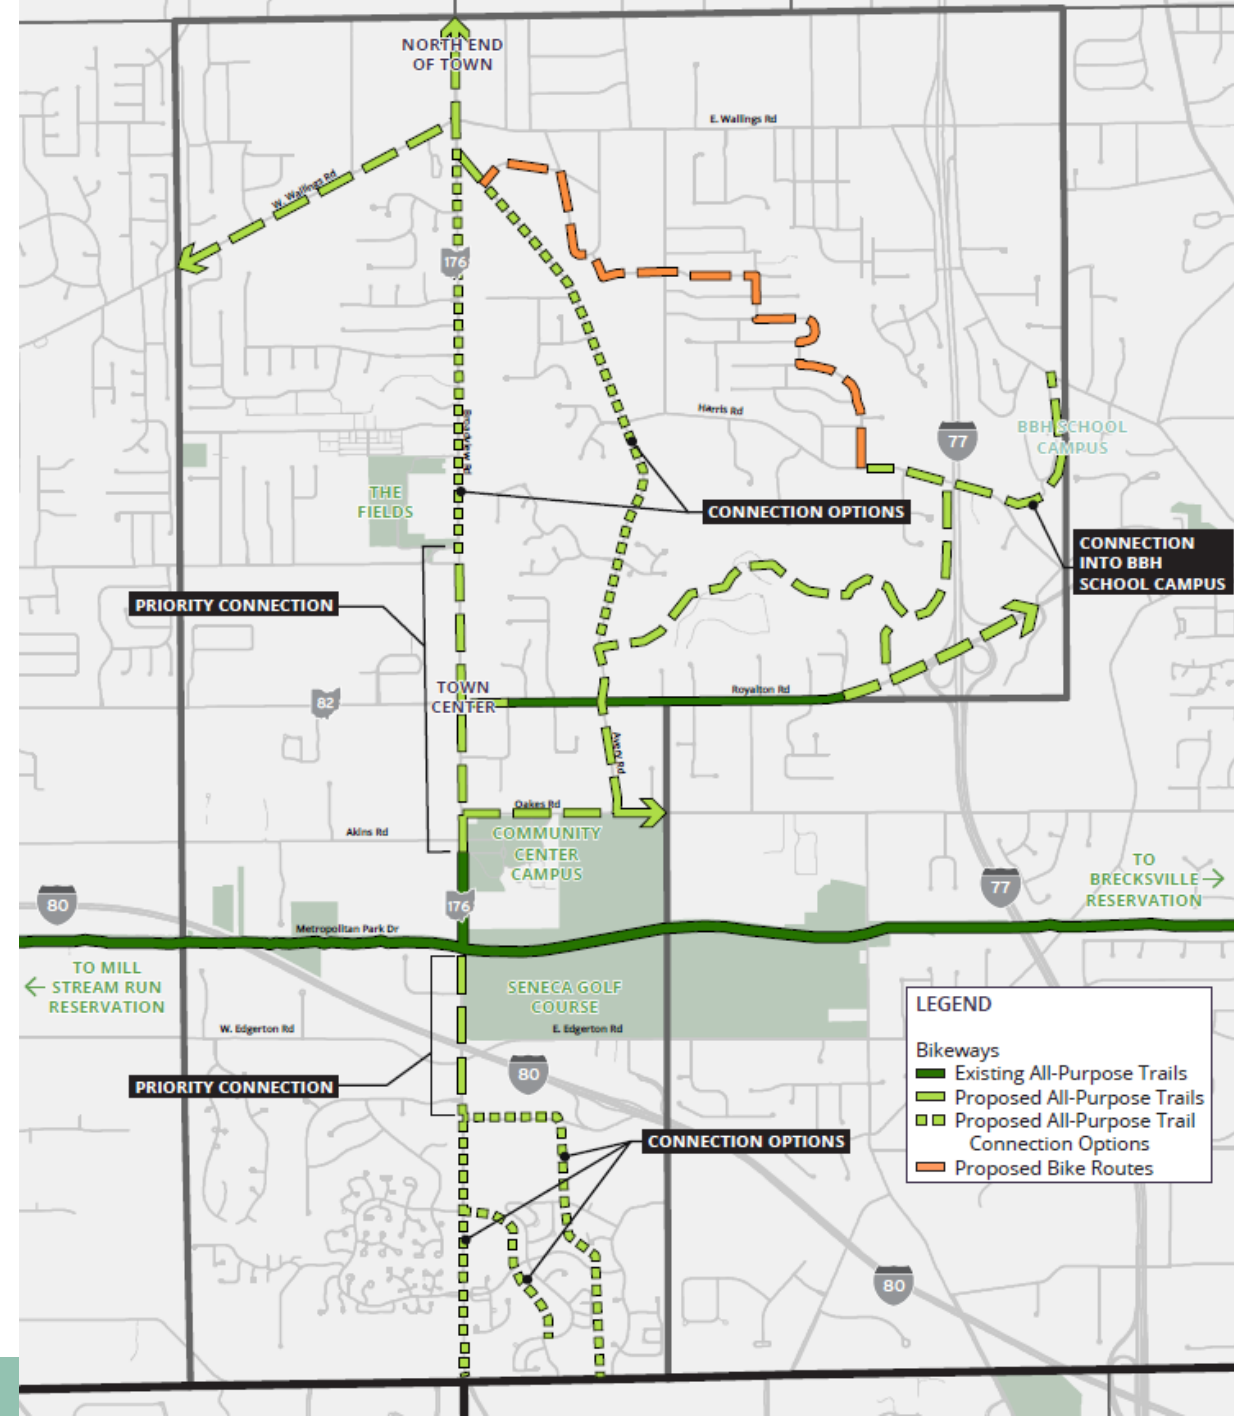 NORTH END
OF TOWN
E. Wallings Rd
W. Wallings Rd
176
Broadview Rd
Harris Rd
77
BBH SCHOOL
CAMPUS
THE
FIELDS
CONNECTION OPTIONS
CONNECTION
INTO BBH
SCHOOL CAMPUS
PRIORITY CONNECTION
TOWN
CENTER
Royalton Rd
82
Avery Rd
Oakes Rd
Akins Rd
COMMUNITY
CENTER
CAMPUS
TO
BRECKSVILLE
RESERVATION
77
80
176
Metropolitan Park Dr
TO MILL
STREAM RUN
RESERVATION
SENECA GOLF
COURSE
W. Edgerton Rd
E. Edgerton Rd
80
PRIORITY CONNECTION
CONNECTION OPTIONS
LEGEND
Bikeways
Existing All-Purpose Trails
Proposed All-Purpose Trails
Proposed All-Purpose Trail
Connection Options
Proposed Bike Routes
80